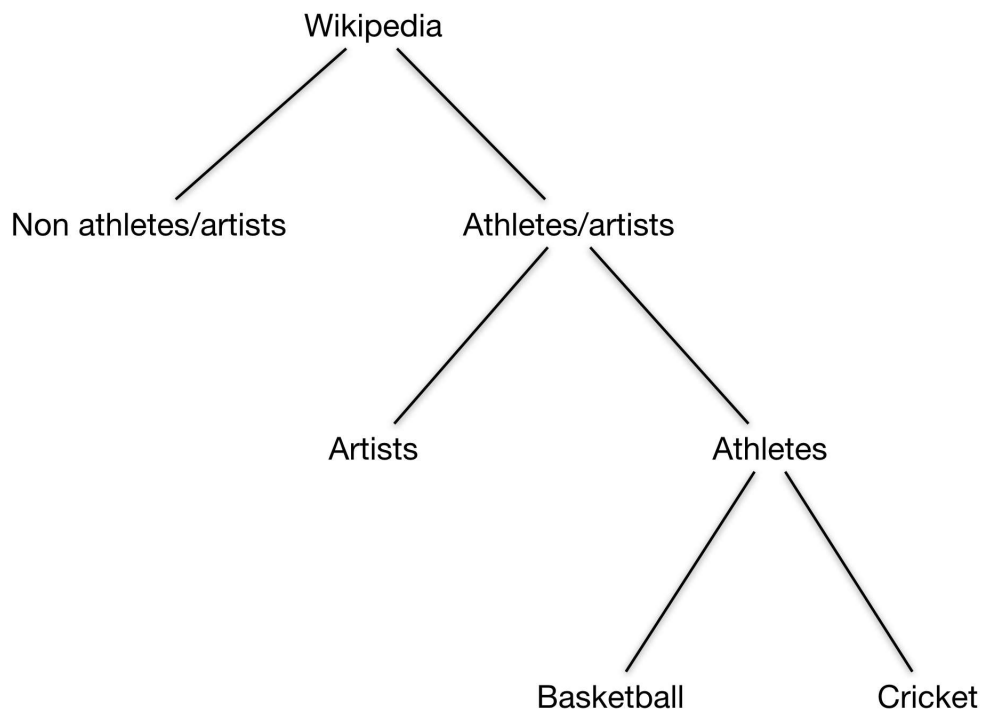 Wikipedia
Non athletes/artists
Athletes/artists
Artists
Athletes
Basketball
Cricket